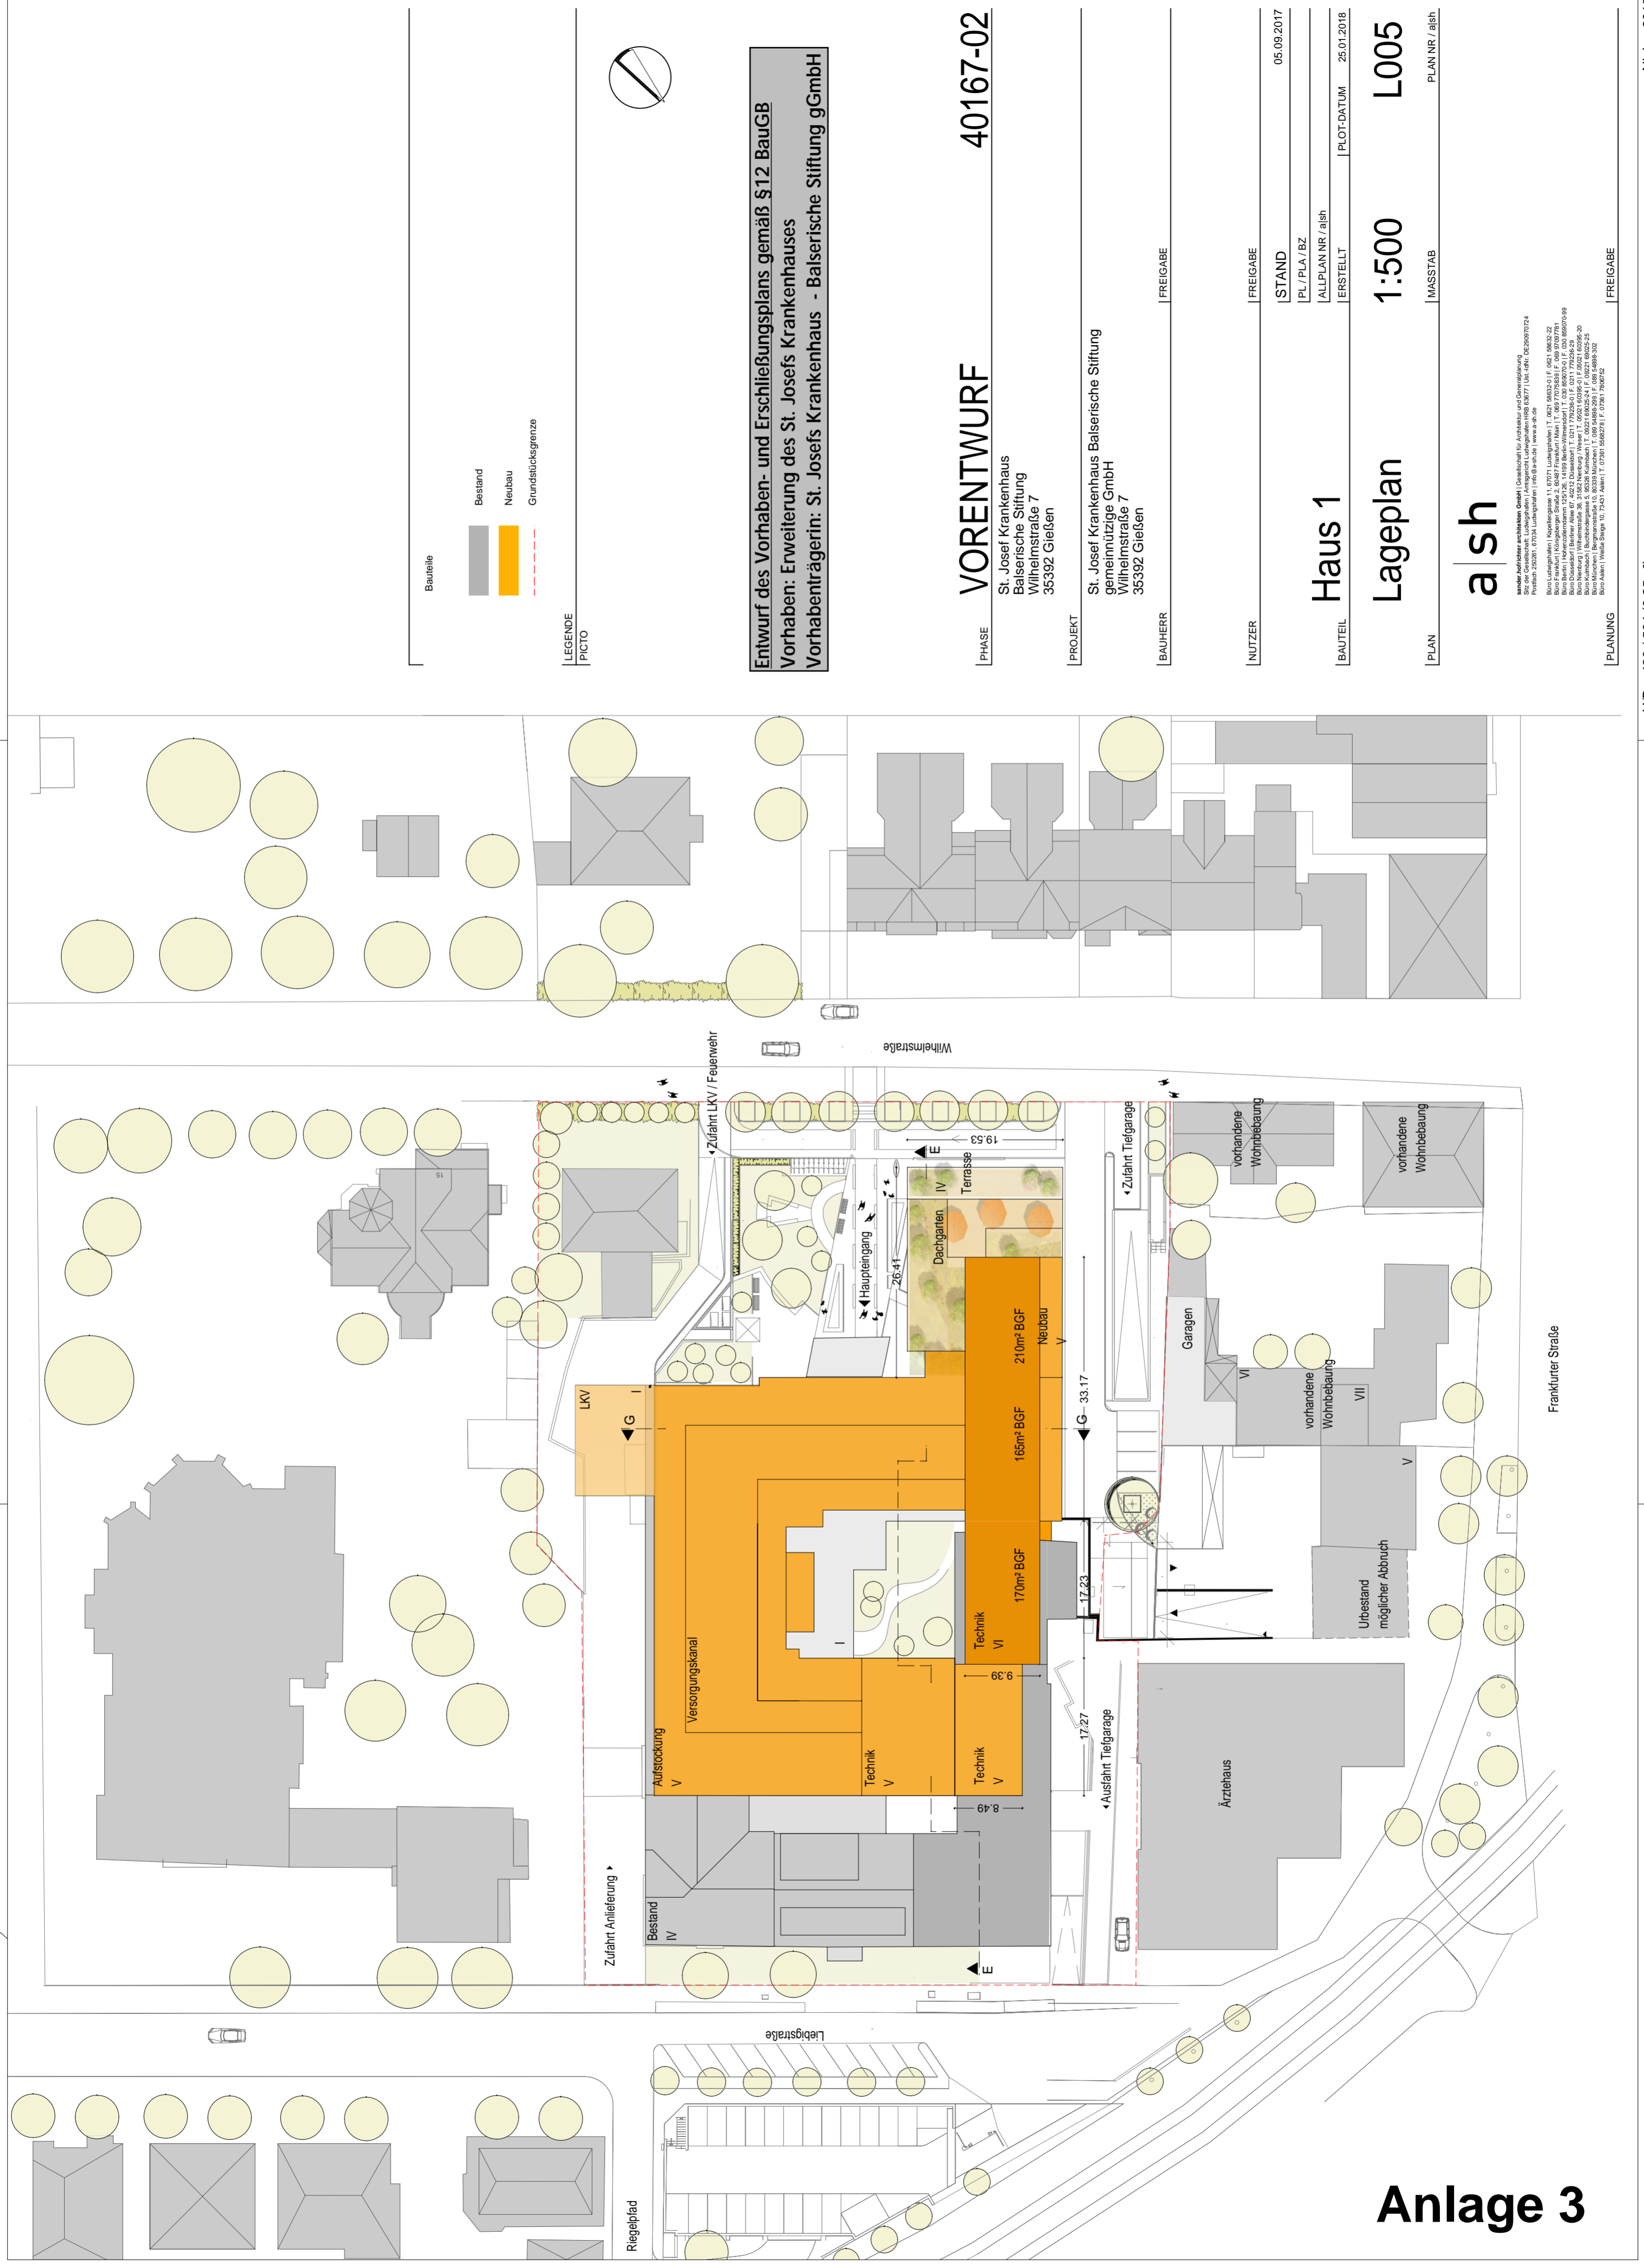 Bauteile
Bestand
Neubau
Grundstücksgrenze
LEGENDE
PICTO
Entwurf des Vorhaben- und Erschließungsplans gemäß §12 BauGB
Vorhaben: Erweiterung des St. Josefs Krankenhauses
Vorhabenträgerin: St. Josefs Krankenhaus - Balserische Stiftung gGmbH
VORENTWURF 40167-02
PHASE
St. Josef Krankenhaus
Balserische Stiftung
Wilhelmstraße 7
35392 Gießen
PROJEKT
St. Josef Krankenhaus Balserische Stiftung
gemeinnützige GmbH
Wilhelmstraße 7
35392 Gießen
BAUHERR FREIGABE
NUTZER FREIGABE
STAND 05.09.2017
PL / PLA / BZ
ALLPLAN NR / a|sh
Haus 1
BAUTEIL ERSTELLT PLOT-DATUM 25.01.2018
Lageplan 1:500 L005
PLAN MASSTAB PLAN NR / a|sh
a|sh
PLANUNG FREIGABE
Wilhelmstraße
Zufahrt LKV / Feuerwehr
19.53
E
Terrasse
IV
Dachgarten
Zufahrt Tiefgarage
vorhandene
Wohnbebauung
vorhandene
Wohnbebauung
15
Haupteingang
26.41
210m² BGF
Neubau
V
Garagen
VI
vorhandene
Wohnbebauung
VII
Frankfurter Straße
LKV
I
G
165m² BGF
33.17
G
V
Versorgungskanal
I
170m² BGF
Technik
VI
17.23
9.39
Urbestand
möglicher Abbruch
Aufstockung
V
Technik
V
Technik
V
17.27
8.49
Ausfahrt Tiefgarage
Ärztehaus
Zufahrt Anlieferung
Bestand
IV
E
Liebigstraße
Riegelpfad
Anlage 3